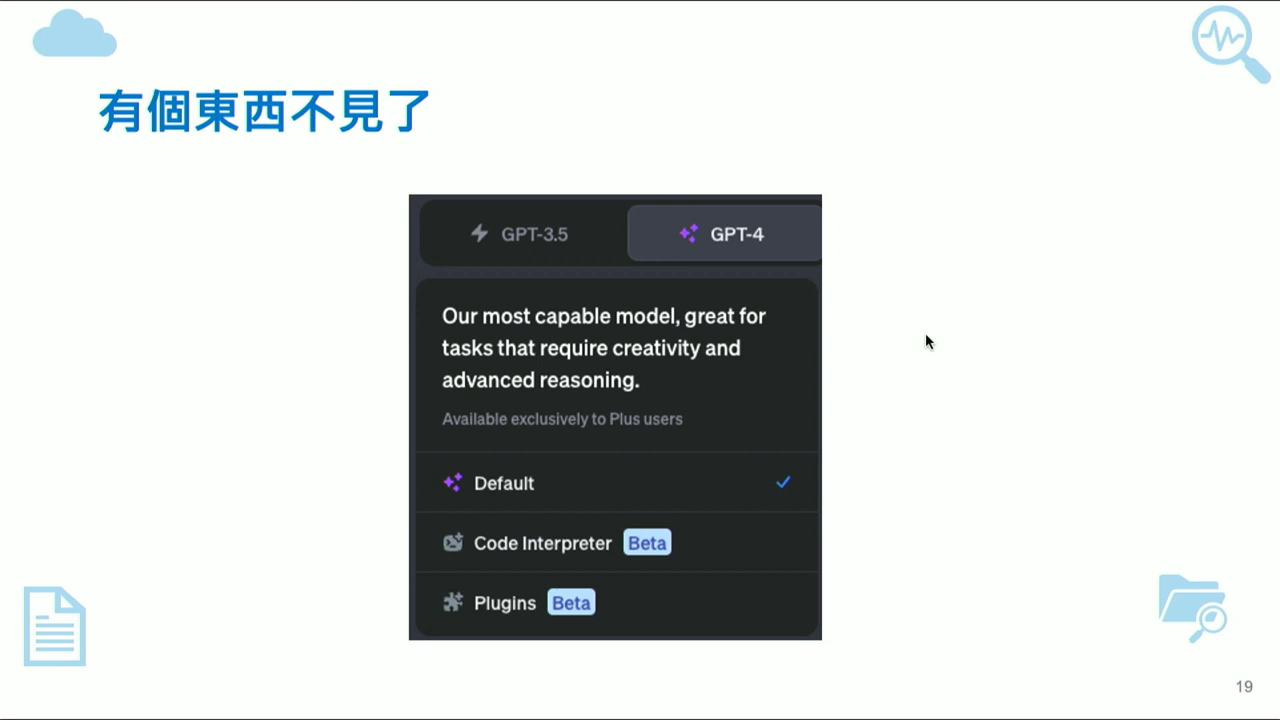 有個東西不見了
GPT-3.5
GPT-4
Our most capable model, great for
tasks that require creativity and
advanced reasoning.
Available exclusively to Plus users
Default
Code Interpreter Beta
Plugins Beta
19